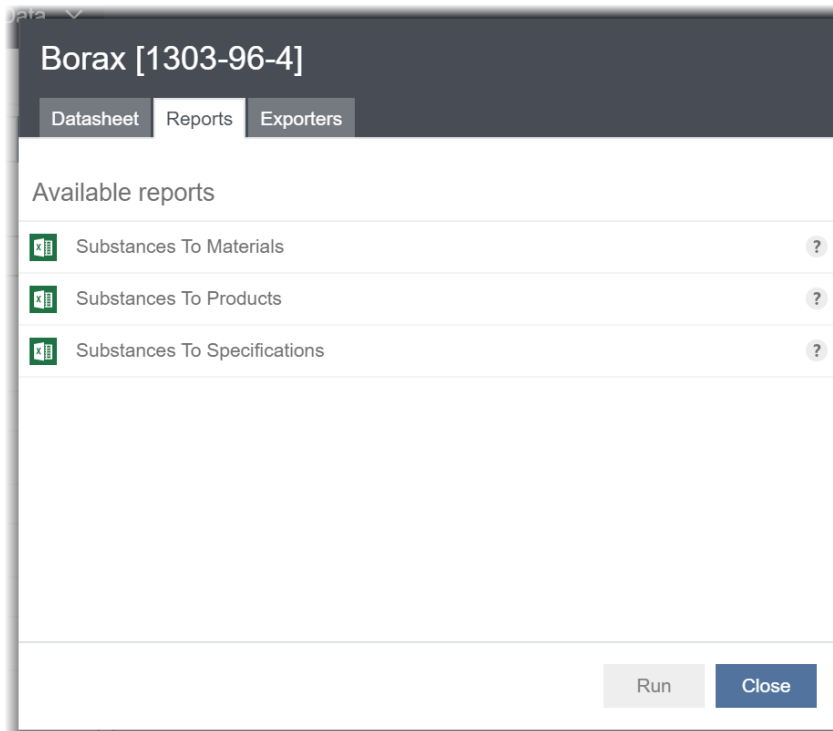 Data
Borax [1303-96-4]
Datasheet Reports Exporters
Available reports
Substances To Materials ?
Substances To Products ?
Substances To Specifications ?
Run Close